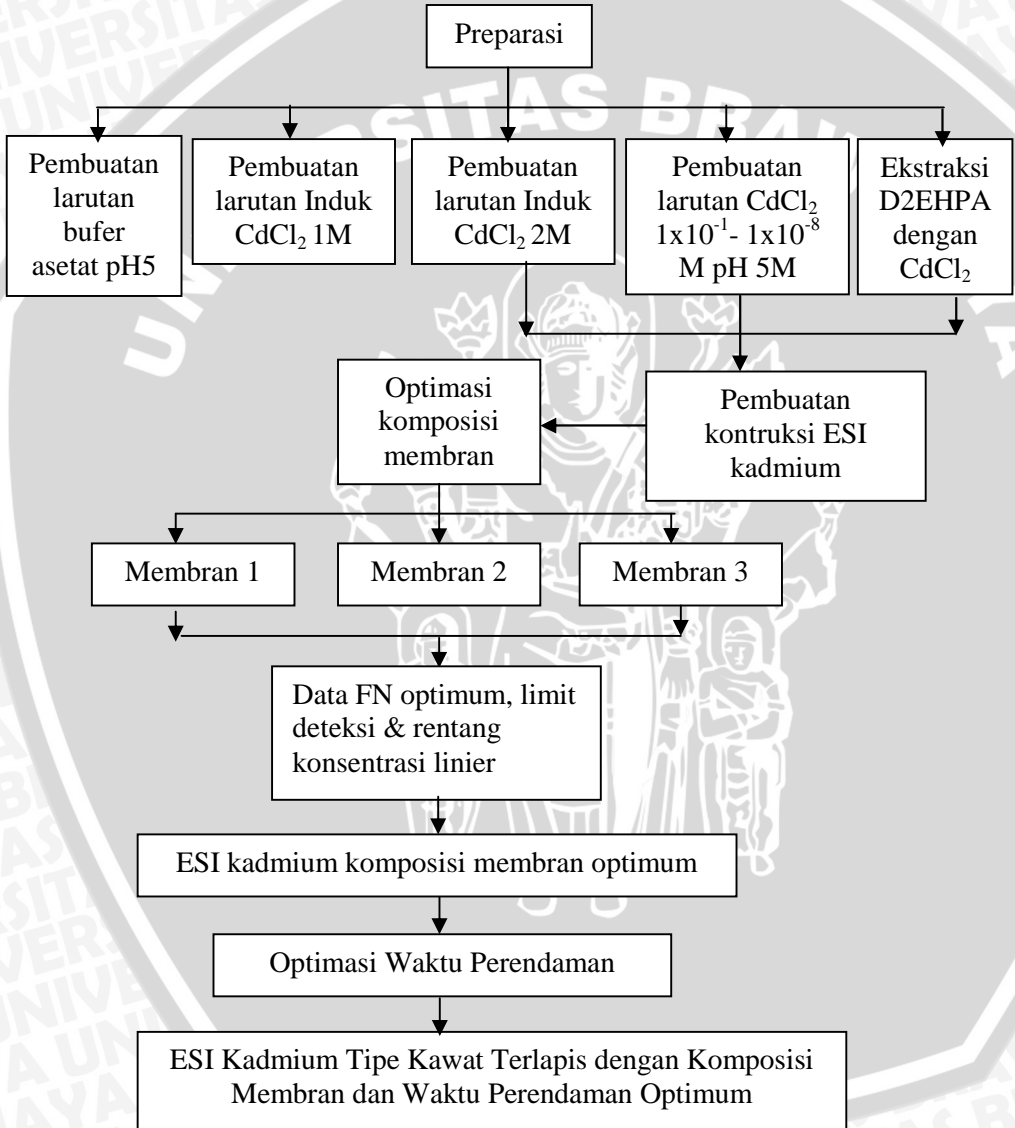 Preparasi
Pembuatan
larutan
bufer
asetat pH5
Pembuatan
larutan Induk
CdCl₂ 1M
Pembuatan
larutan Induk
CdCl₂ 2M
Pembuatan
larutan CdCl₂
1x10⁻¹- 1x10⁻⁸
M pH 5M
Ekstraksi
D2EHPA
dengan
CdCl₂
Optimasi
komposisi
membran
Pembuatan
kontruksi ESI
kadmium
Membran 1
Membran 2
Membran 3
Data FN optimum, limit
deteksi & rentang
konsentrasi linier
ESI kadmium komposisi membran optimum
Optimasi Waktu Perendaman
ESI Kadmium Tipe Kawat Terlapis dengan Komposisi
Membran dan Waktu Perendaman Optimum